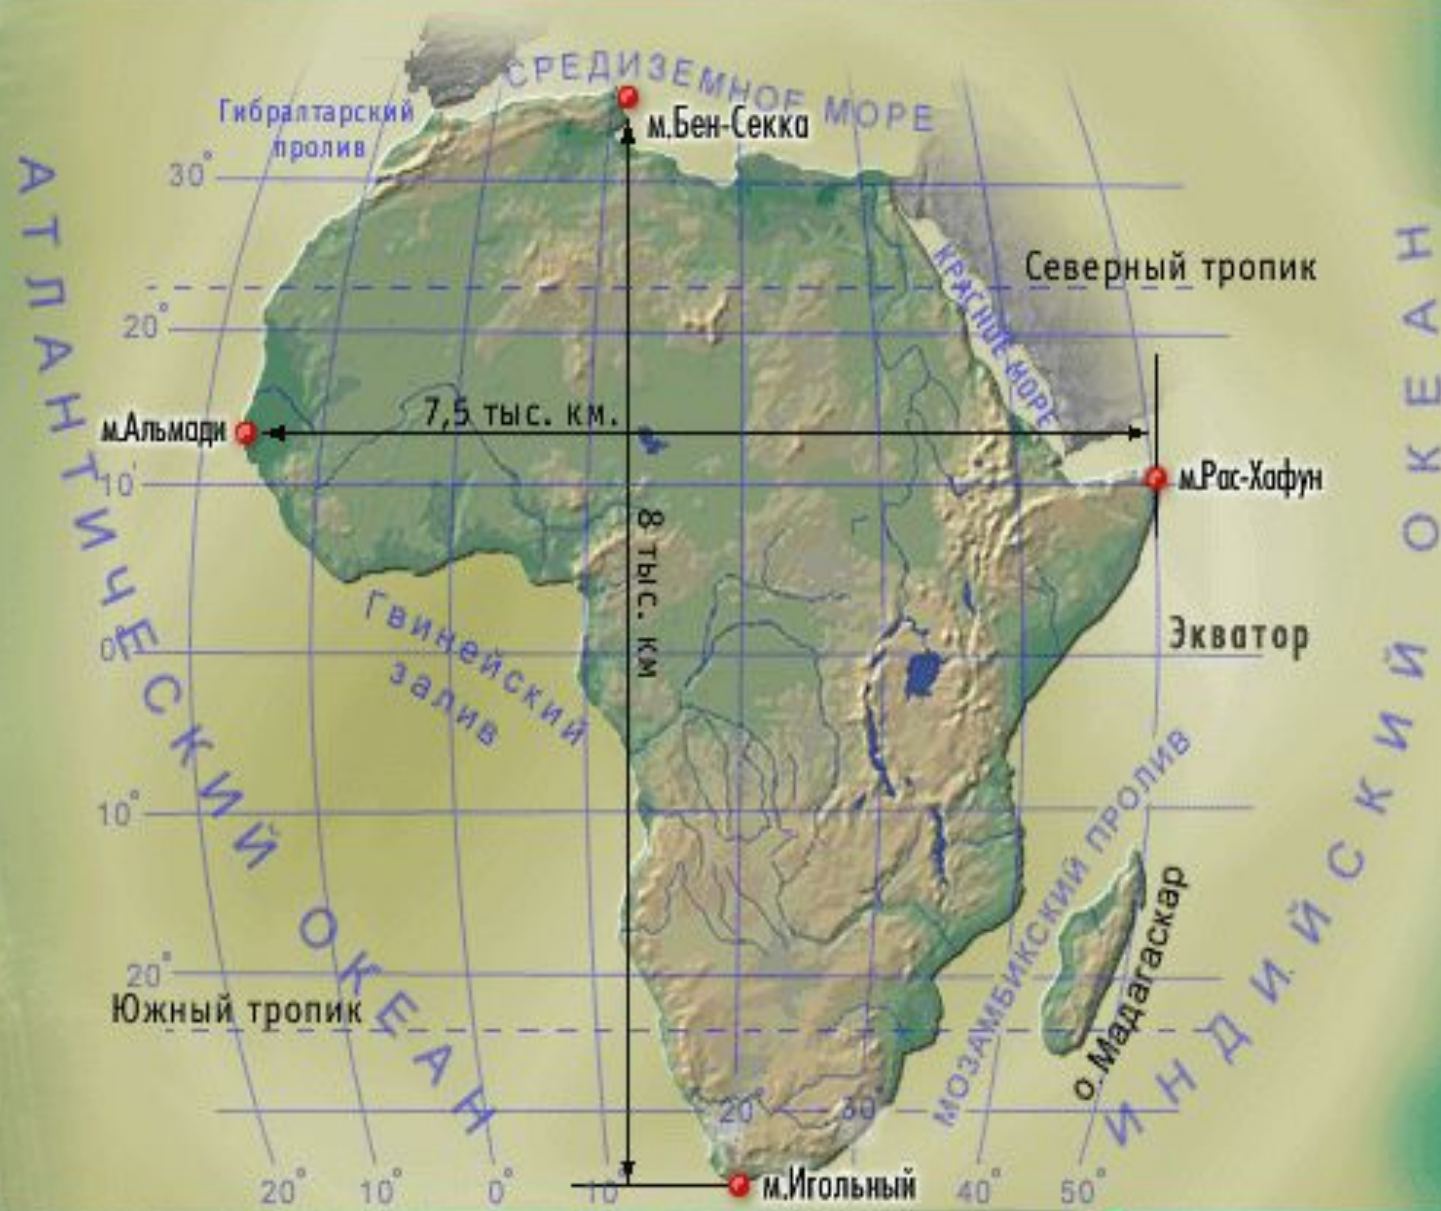 СРЕДИЗЕМНОЕ МОРЕ
Гибралтарский
пролив
м.Бен-Секка
30°
Северный тропик
КРАСНОЕ МОРЕ
20°
7,5 тыс. км.
м.Альмади
10°
м.Рас-Хафун
8 тыс. км
АТЛАНТИЧЕСКИЙ ОКЕАН
Гвинейский
залив
0°
Экватор
10°
МОЗАМБИКСКИЙ ПРОЛИВ
о.Мадагаскар
ИНДИЙСКИЙ ОКЕАН
20°
Южный тропик
20°
30°
20°
10°
0°
10°
м.Игольный
40°
50°